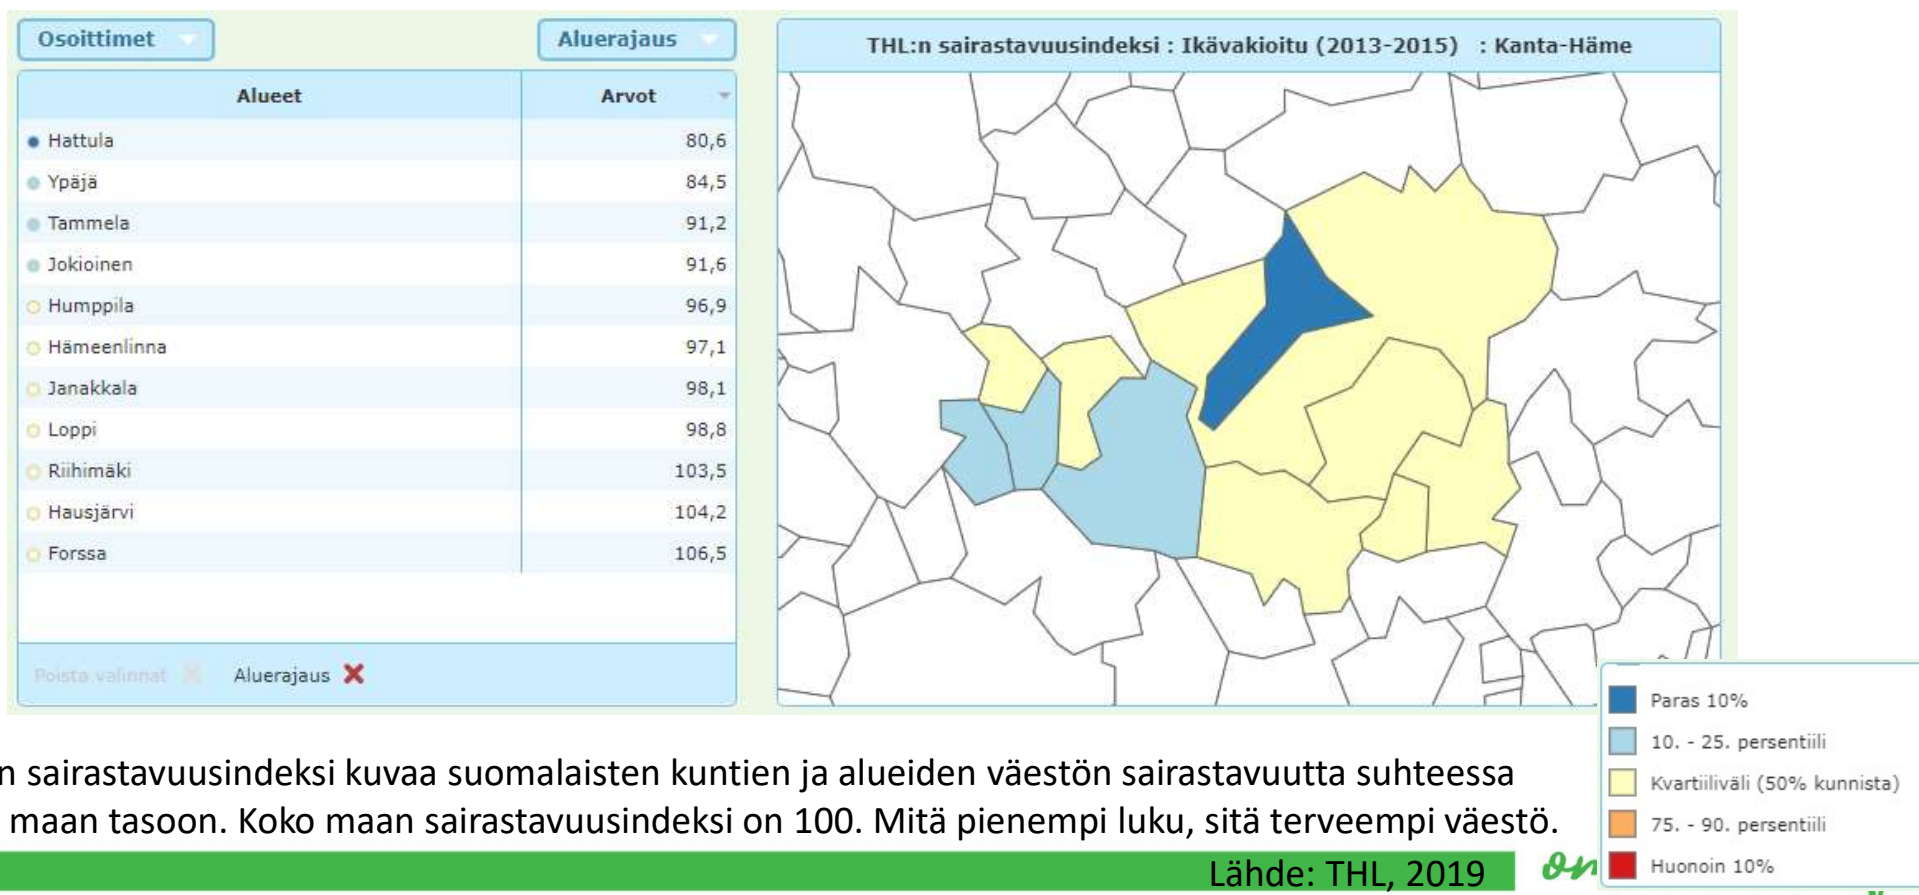 Osoittimet
Aluerajaus
Alueet Arvot
Hattula 80,6
Ypäjä 84,5
Tammela 91,2
Jokioinen 91,6
Humppila 96,9
Hämeenlinna 97,1
Janakkala 98,1
Loppi 98,8
Riihimäki 103,5
Hausjärvi 104,2
Forssa 106,5
Poista valinnat
Aluerajaus
THL:n sairastavuusindeksi : Ikävakioitu (2013-2015) : Kanta-Häme
Paras 10%
10. - 25. persentiili
Kvartiiliväli (50% kunnista)
75. - 90. persentiili
Huonoin 10%
n sairastavuusindeksi kuvaa suomalaisten kuntien ja alueiden väestön sairastavuutta suhteessa
maan tasoon. Koko maan sairastavuusindeksi on 100. Mitä pienempi luku, sitä terveempi väestö.
Lähde: THL, 2019